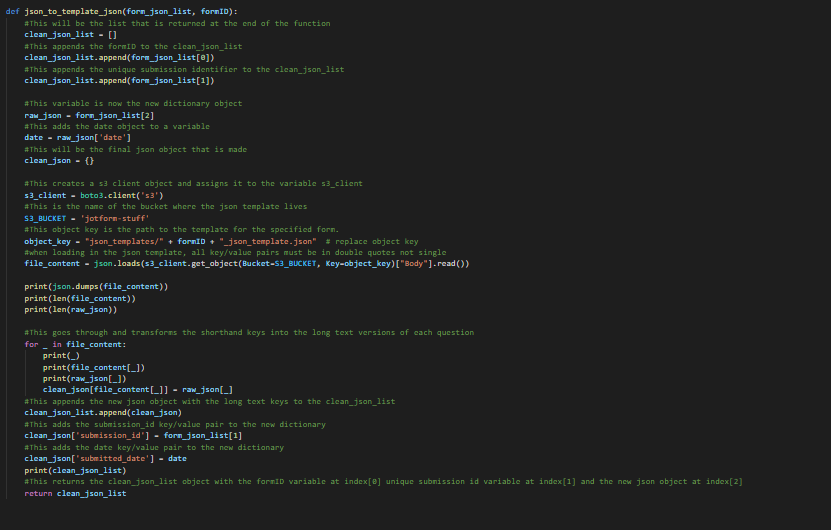 def json_to_template_json(form_json_list, formID):
    #This will be the list that is returned at the end of the function
    clean_json_list = []
    #This appends the formID to the clean_json_list
    clean_json_list.append(form_json_list[0])
    #This appends the unique submission identifier to the clean_json_list
    clean_json_list.append(form_json_list[1])

    #This variable is now the new dictionary object
    raw_json = form_json_list[2]
    #This adds the date object to a variable
    date = raw_json['date']
    #This will be the final json object that is made
    clean_json = {}

    #This creates a s3 client object and assigns it to the variable s3_client
    s3_client = boto3.client('s3')
    #This is the name of the bucket where the json template lives
    S3_BUCKET = 'jotform-stuff'
    #This object key is the path to the template for the specified form.
    object_key = "json_templates/" + formID + "_json_template.json"  # replace object key
    #when loading in the json template, all key/value pairs must be in double quotes not single
    file_content = json.loads(s3_client.get_object(Bucket=S3_BUCKET, Key=object_key)["Body"].read())

    print(json.dumps(file_content))
    print(len(file_content))
    print(len(raw_json))

    #This goes through and transforms the shorthand keys into the long text versions of each question
    for _ in file_content:
        print(_)
        print(file_content[_])
        print(raw_json[_])
        clean_json[file_content[_]] = raw_json[_]
    #This appends the new json object with the long text keys to the clean_json_list
    clean_json_list.append(clean_json)
    #This adds the submission_id key/value pair to the new dictionary
    clean_json['submission_id'] = form_json_list[1]
    #This adds the date key/value pair to the new dictionary
    clean_json['submitted_date'] = date
    print(clean_json_list)
    #This returns the clean_json_list object with the formID variable at index[0] unique submission id variable at index[1] and the new json object at index[2]
    return clean_json_list